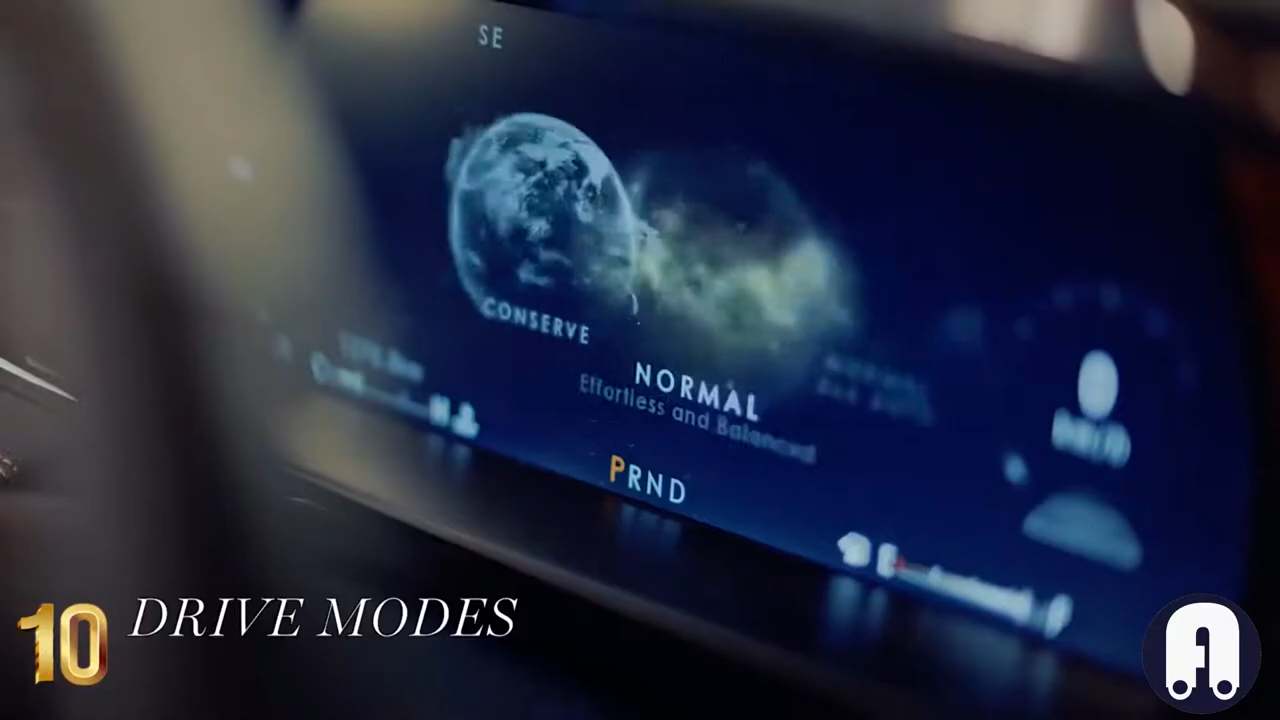 SE
CONSERVE
NORMAL
Effortless and Balanced
PRND
10 DRIVE MODES